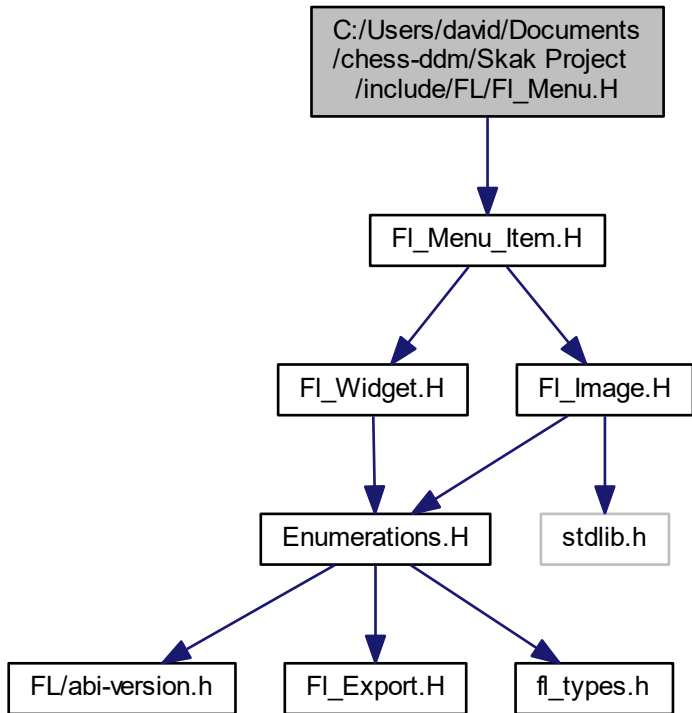 C:/Users/david/Documents
/chess-ddm/Skak Project
/include/FL/Fl_Menu.H
Fl_Menu_Item.H
Fl_Widget.H
Fl_Image.H
Enumerations.H
stdlib.h
FL/abi-version.h
Fl_Export.H
fl_types.h